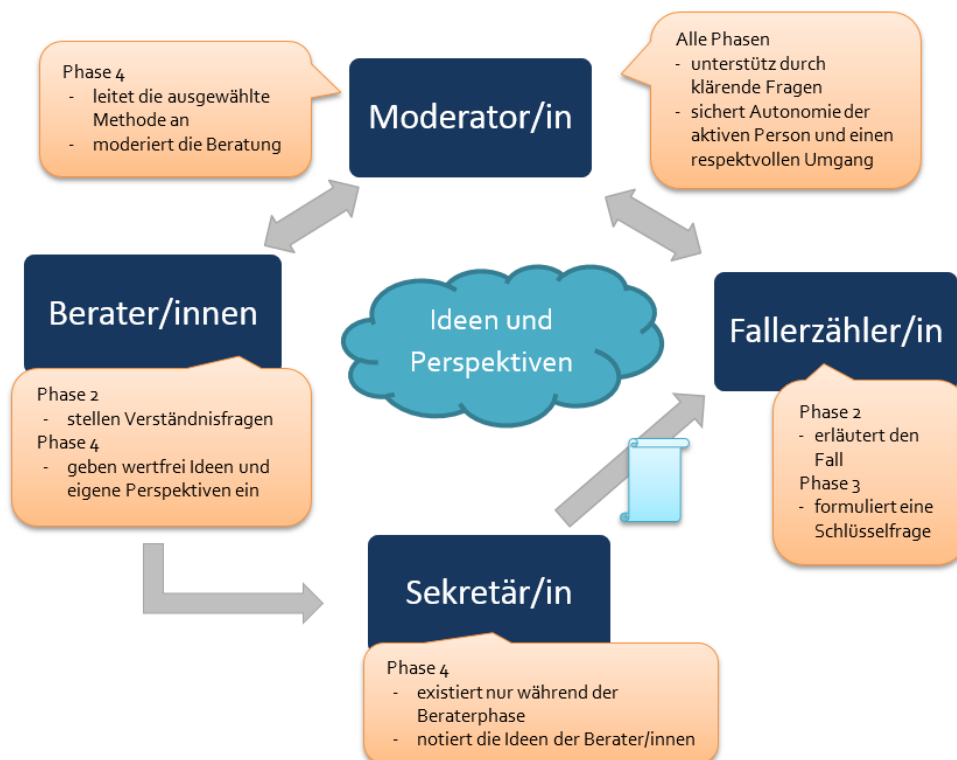 Phase 4
- leitet die ausgewählte
Methode an
- moderiert die Beratung
Moderator/in
Alle Phasen
- unterstütz durch
klärende Fragen
- sichert Autonomie der
aktiven Person und einen
respektvollen Umgang
Berater/innen
Ideen und
Perspektiven
Fallerzähler/in
Phase 2
- stellen Verständnisfragen
Phase 4
- geben wertfrei Ideen und
eigene Perspektiven ein
Phase 2
- erläutert den
Fall
Phase 3
- formuliert eine
Schlüsselfrage
Sekretär/in
Phase 4
- existiert nur während der
Beraterphase
- notiert die Ideen der Berater/innen